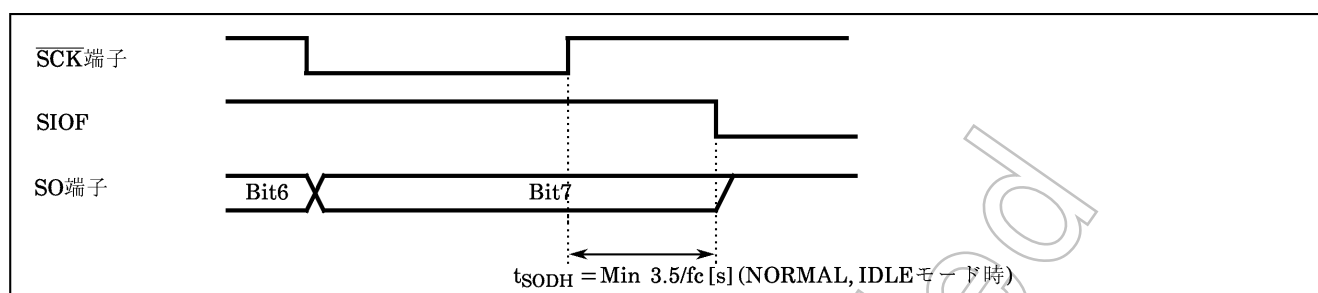 SCK端子
SIOF
SO端子 Bit6 Bit7
tSODH = Min 3.5/fc [s] (NORMAL, IDLEモード時)